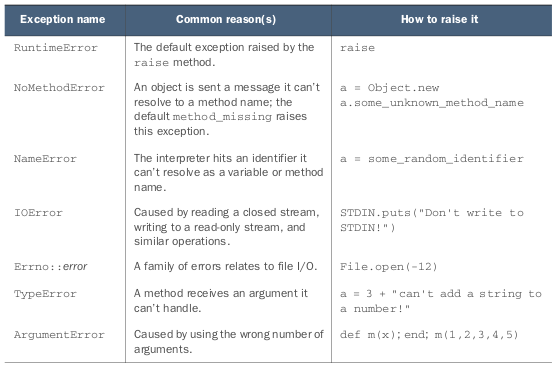 Exception name Common reason(s) How to raise it
RuntimeError The default exception raised by the raise
raise method.
NoMethodError An object is sent a message it can't a = Object.new
resolve to a method name; the a.some_unknown_method_name
default method_missing raises
this exception.
NameError The interpreter hits an identifier it a = some_random_identifier
can't resolve as a variable or method
name.
IOError Caused by reading a closed stream, STDIN.puts("Don't write to
writing to a read-only stream, and STDIN!")
similar operations.
Errno::error A family of errors relates to file I/O. File.open(-12)
TypeError A method receives an argument it a = 3 + "can't add a string to
can't handle. a number!"
ArgumentError Caused by using the wrong number of def m(x); end; m(1,2,3,4,5)
arguments.